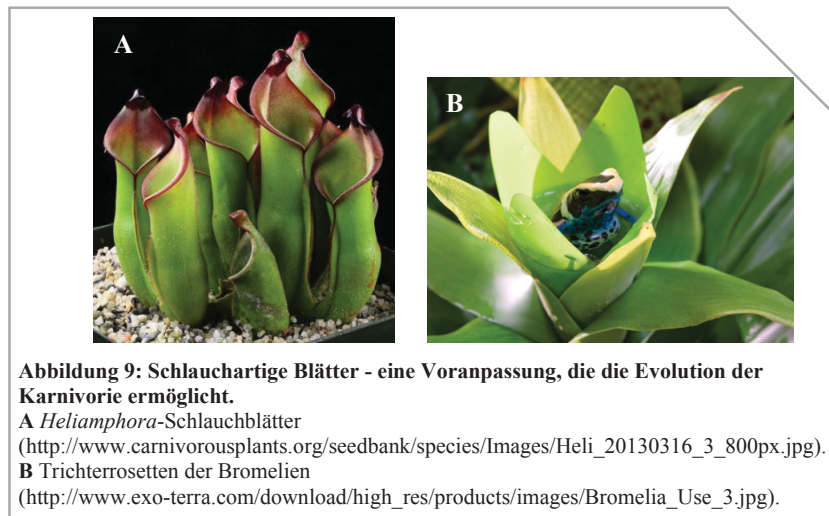 A
B
Abbildung 9: Schlauchartige Blätter - eine Voranpassung, die die Evolution der
Karnivorie ermöglicht.
A Heliamphora-Schlauchblätter
(http://www.carnivorousplants.org/seedbank/species/Images/Heli_20130316_3_800px.jpg).
B Trichterrosetten der Bromelien
(http://www.exo-terra.com/download/high_res/products/images/Bromelia_Use_3.jpg).